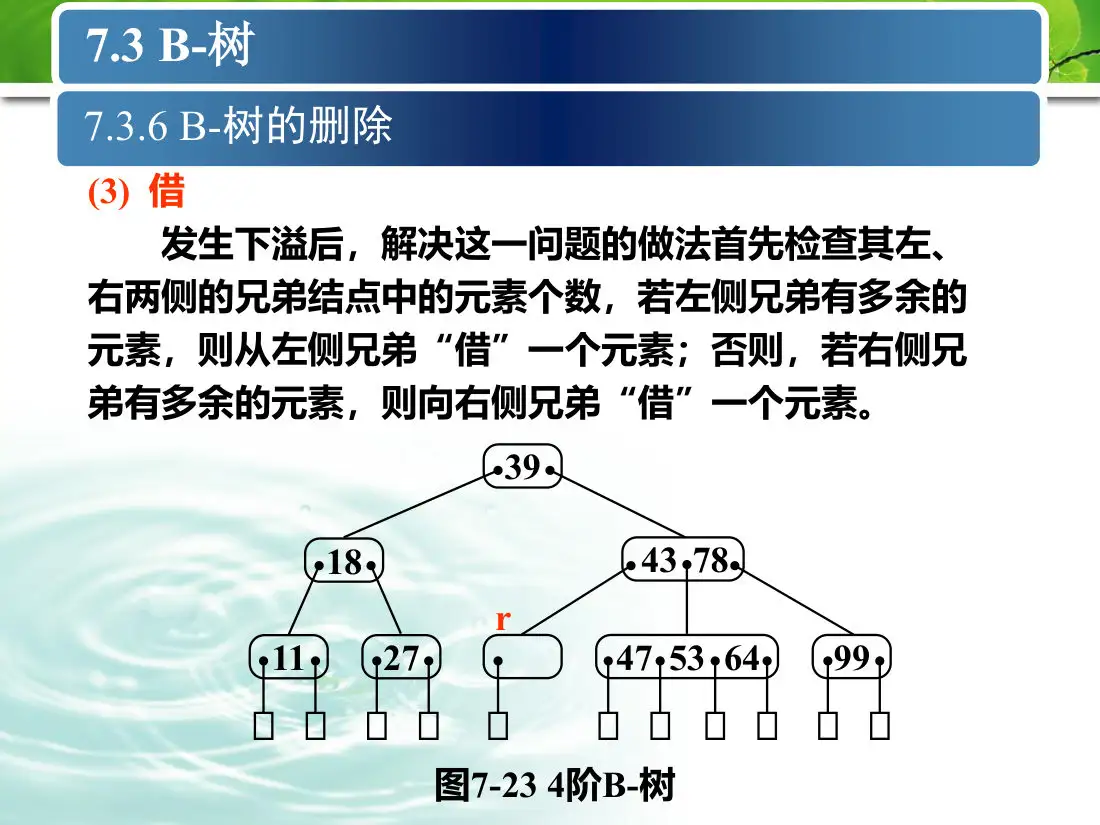 7.3 B-树
7.3.6 B-树的删除
(3) 借
发生下溢后，解决这一问题的做法首先检查其左、
右两侧的兄弟结点中的元素个数，若左侧兄弟有多余的
元素，则从左侧兄弟“借”一个元素；否则，若右侧兄
弟有多余的元素，则向右侧兄弟“借”一个元素。
39
18 43 78
r
11 27 47 53 64 99
图7-23 4阶B-树